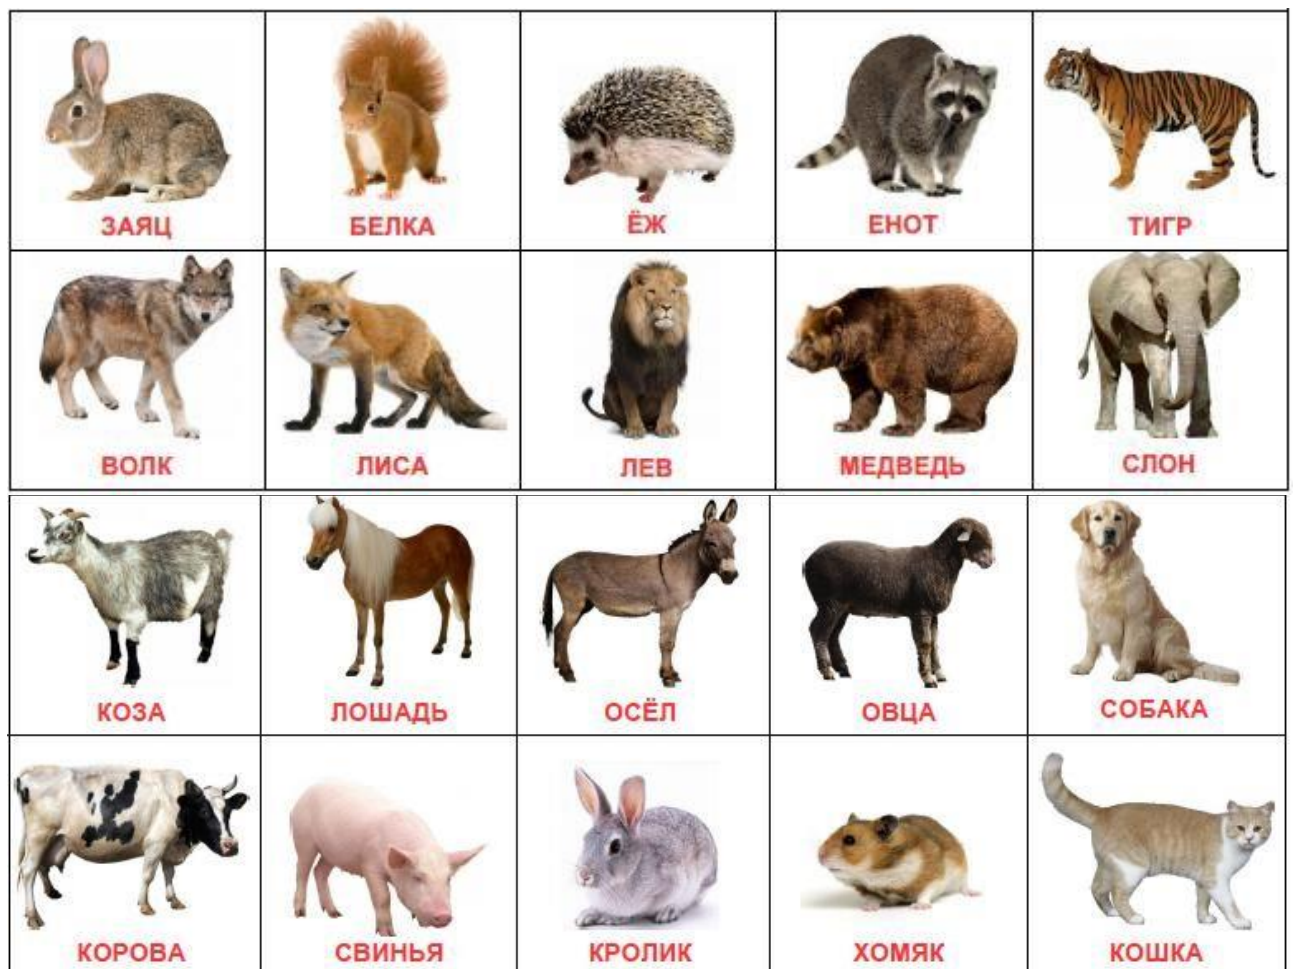 ЗАЯЦ
БЕЛКА
ЁЖ
ЕНОТ
ТИГР
ВОЛК
ЛИСА
ЛЕВ
МЕДВЕДЬ
СЛОН
КОЗА
ЛОШАДЬ
ОСЁЛ
ОВЦА
СОБАКА
КОРОВА
СВИНЬЯ
КРОЛИК
ХОМЯК
КОШКА